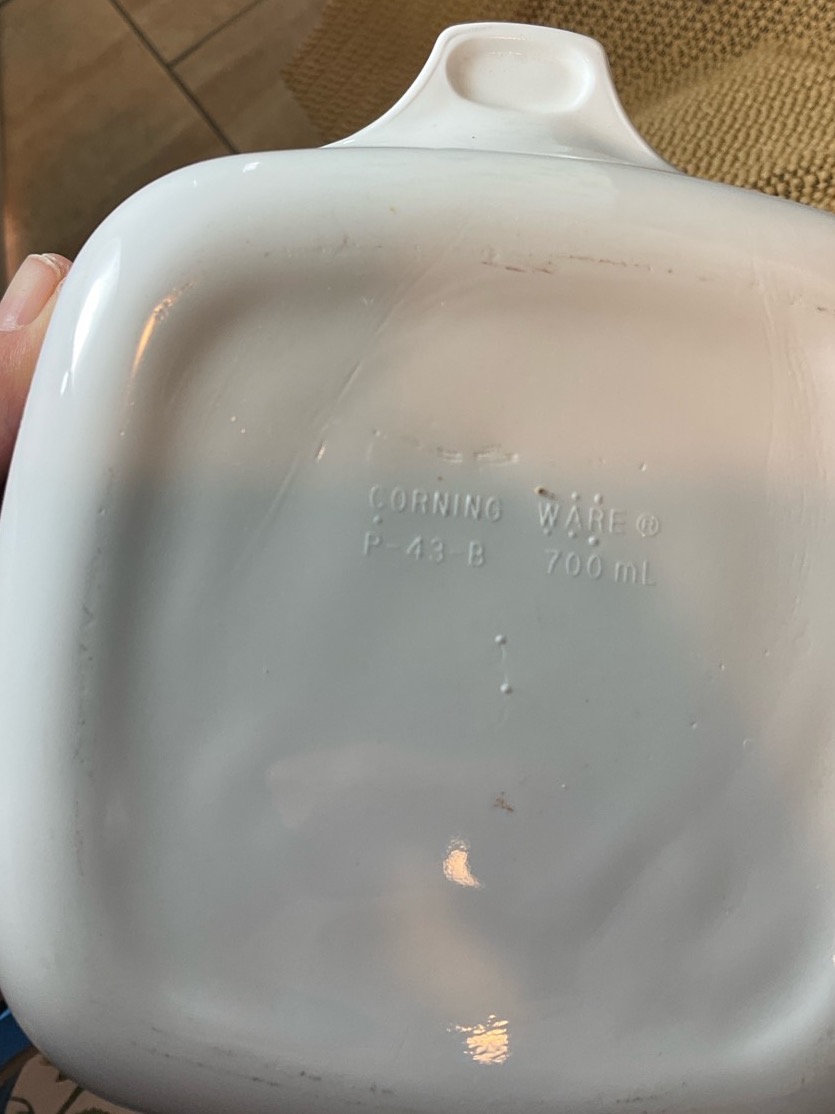 CORNING WARE ®
P-43-B 700 mL